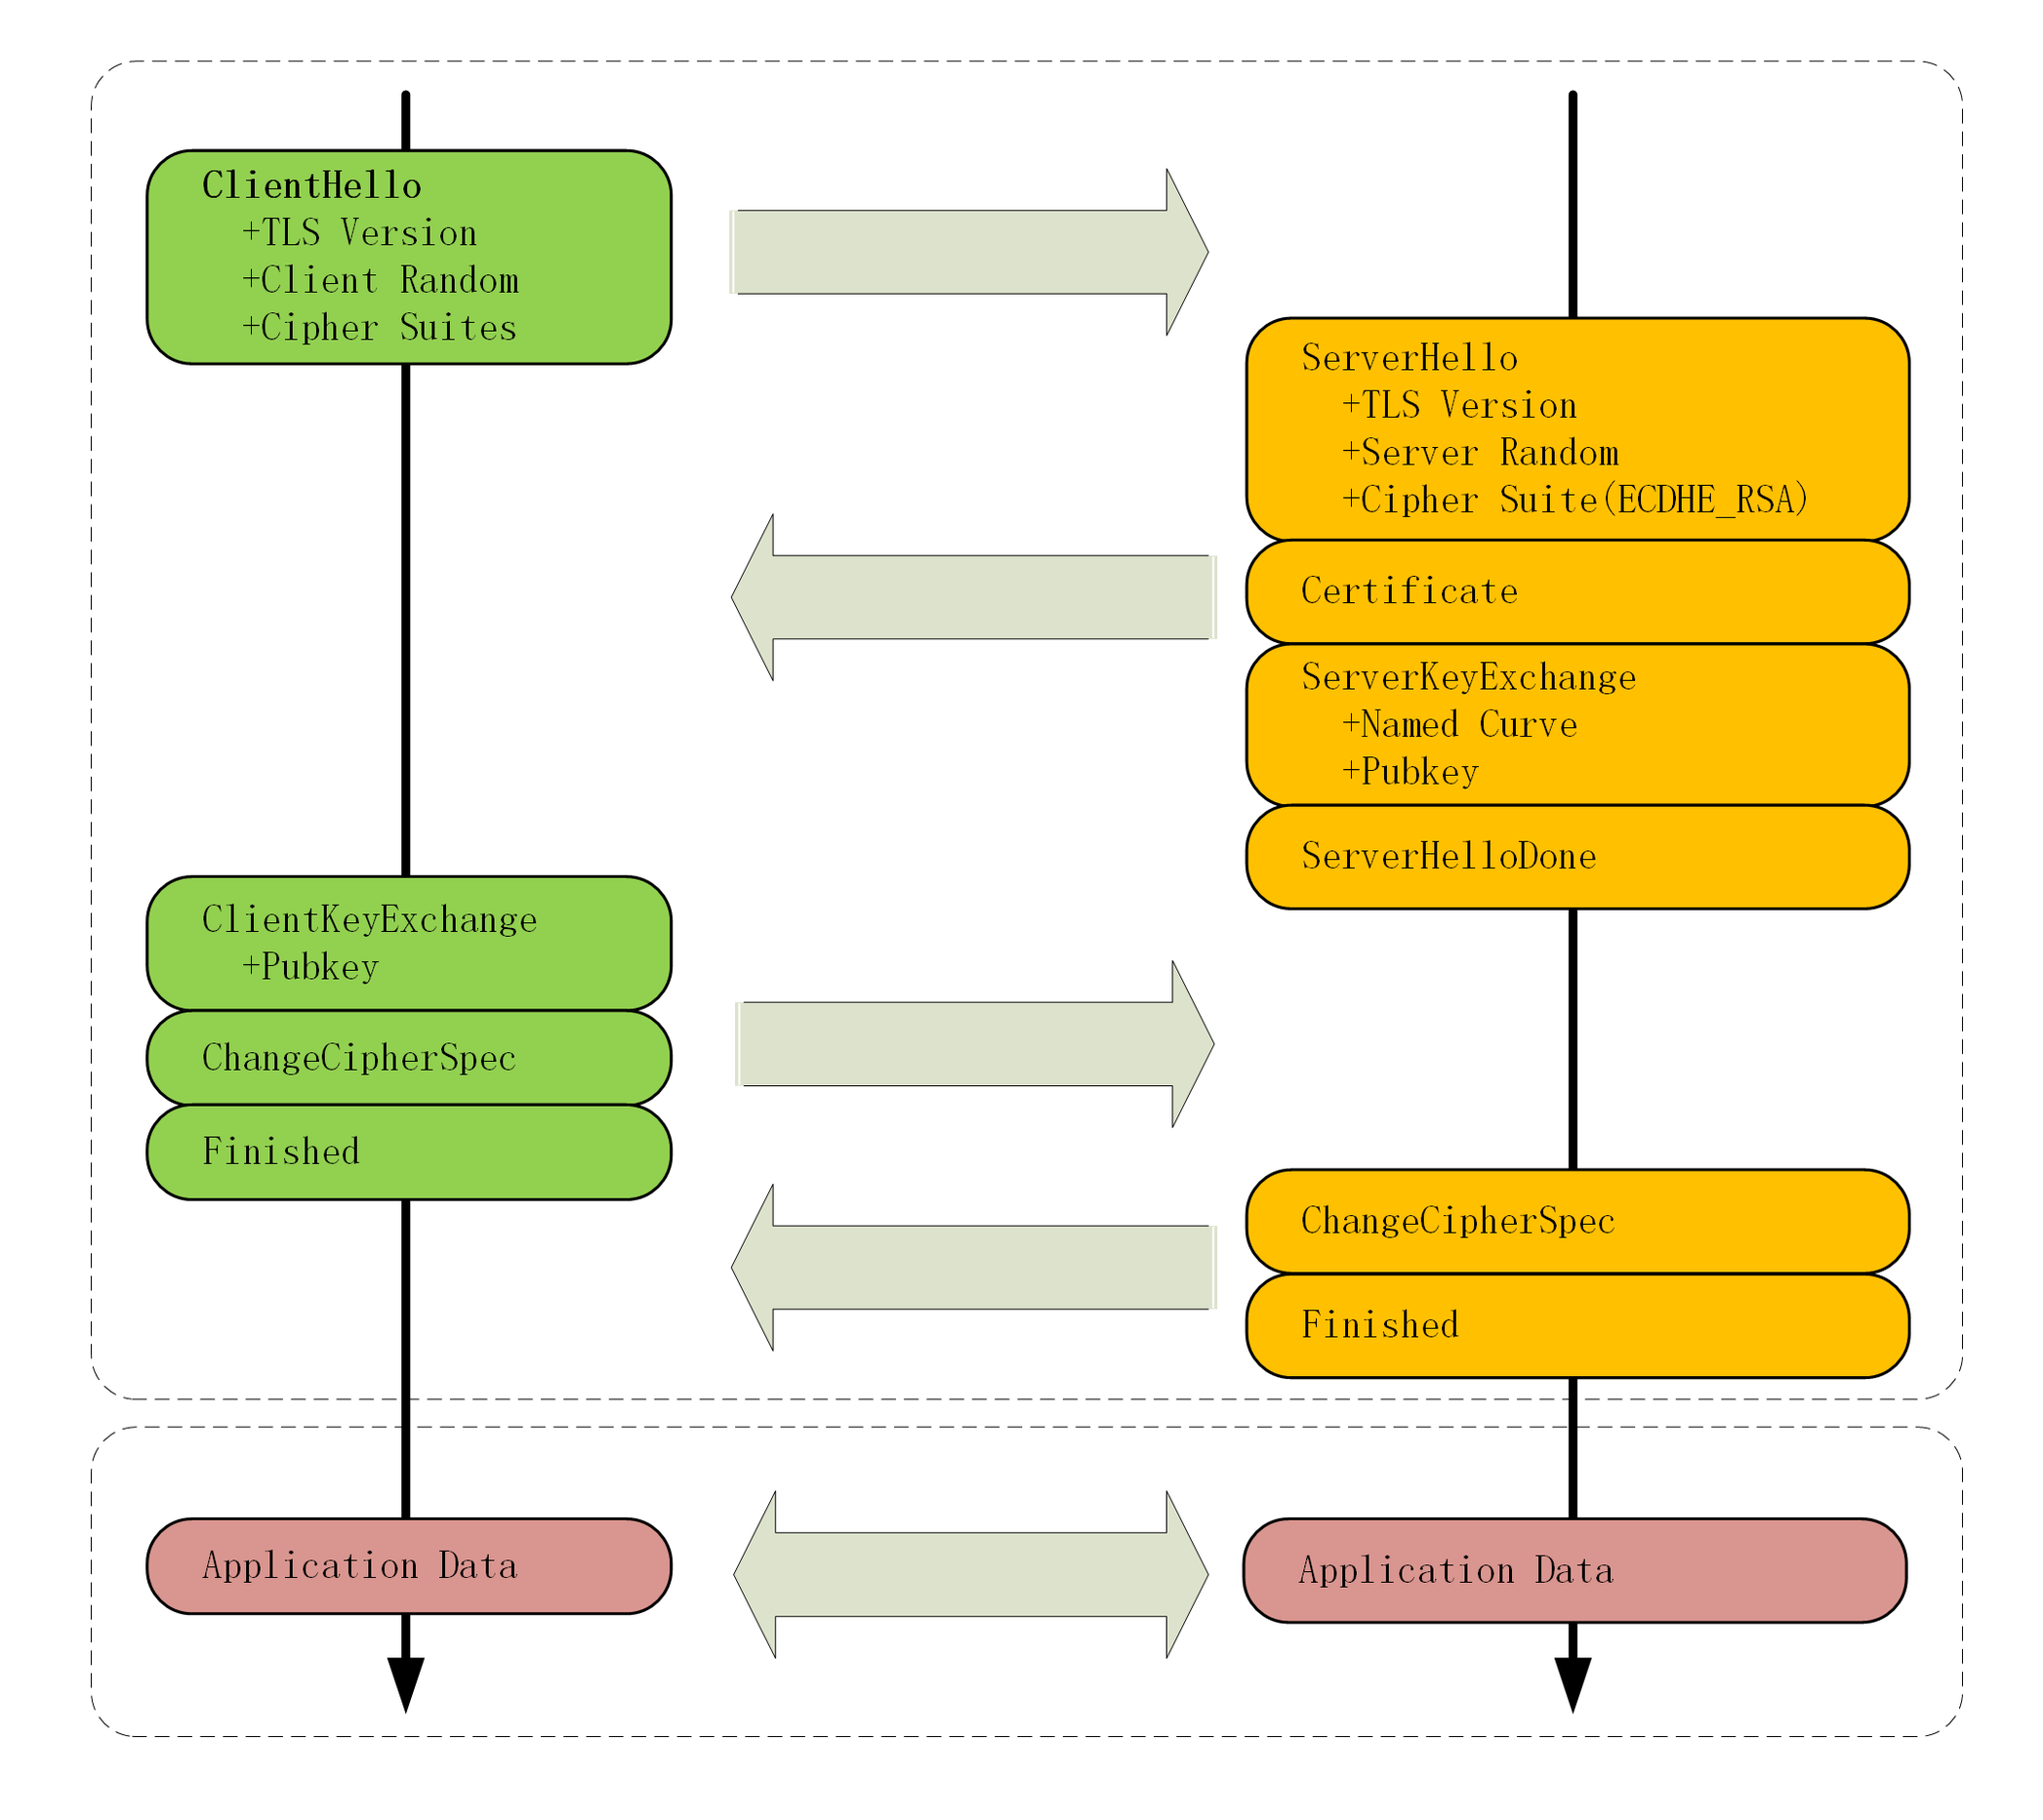 ClientHello
+TLS Version
+Client Random
+Cipher Suites
ServerHello
+TLS Version
+Server Random
+Cipher Suite(ECDHE_RSA)
Certificate
ServerKeyExchange
+Named Curve
+Pubkey
ServerHelloDone
ClientKeyExchange
+Pubkey
ChangeCipherSpec
Finished
ChangeCipherSpec
Finished
Application Data
Application Data